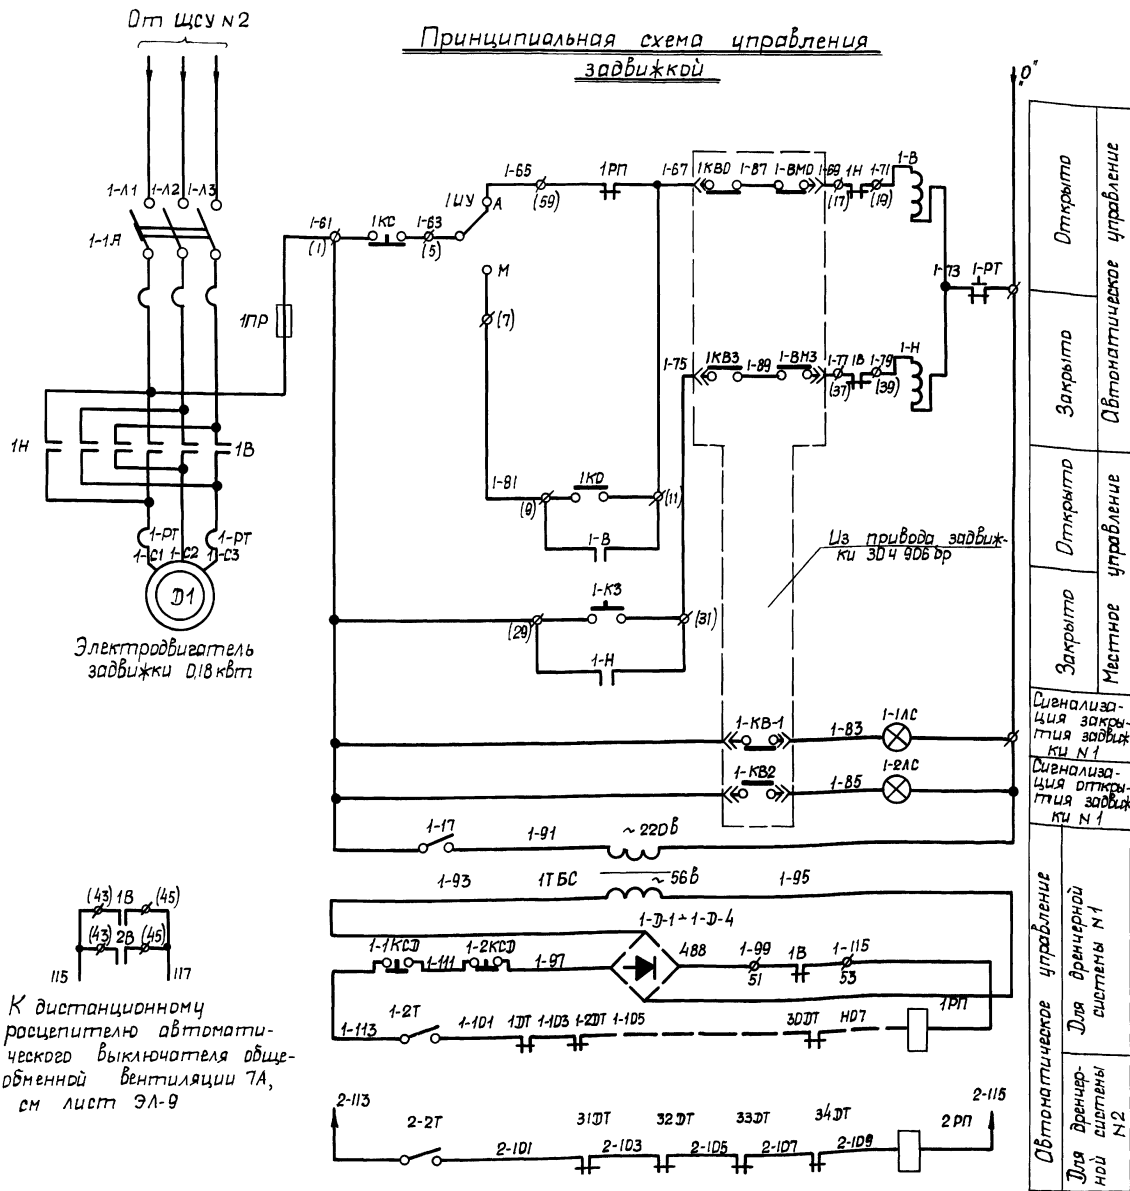 От ЩСУ N2
Принципиальная схема управления
задвижкой
"0"
1-Л1 1-Л2 1-Л3
1-1Я
1ПР
1Н
1В
1-РТ
1-РТ
1-С1 1-С2 1-С3
Д1
Электродвигатель
задвижки 0,18 квт
1-61
(1)
1КС
1-63
(5)
1ПУ
А
М
(7)
1-65
(59)
1РП
1-67
1КВО
1-87
1-ВМО
1-69
(17)
1Н
1-71
(19)
1-В
1-73
1-РТ
1-75
1КВЗ
1-89
1-ВМЗ
1-77
(37)
1В
1-79
(39)
1-Н
1-81
(9)
1КО
(11)
1-В
1-КЗ
(29)
(31)
1-Н
Из привода задвиж-
ки 30ч 906 бр
1-КВ-1
1-83
1-1ЛС
1-КВ2
1-85
1-2ЛС
1-17
1-91
~220в
1-93
1ТБС
~56в
1-95
1-Д-1÷1-Д-4
1-1КСД
1-111
1-2КСД
1-97
488
1-99
51
1В
1-115
53
1-113
1-2Т
1-101
1ДТ
1-103
1-2ДТ
1-105
30ДТ
Н07
1РП
2-113
2-2Т
2-101
31ДТ
2-103
32ДТ
2-105
33ДТ
2-107
34ДТ
2-109
2РП
2-115
(43) 1В (45)
(43) 2В (45)
115
117
К дистанционному
расцепителю автомати-
ческого выключателя обще-
обменной вентиляции 7А,
см лист ЭЛ-9
Открыто
Закрыто
Автоматическое управление
Открыто
Закрыто
Местное управление
Сигнализа-
ция закры-
тия задвиж
ки N1
Сигнализа-
ция откры-
тия задвиж
ки N1
Автоматическое управление
Для дренчерной
системы N1
Для дренчер-
ной системы
N2